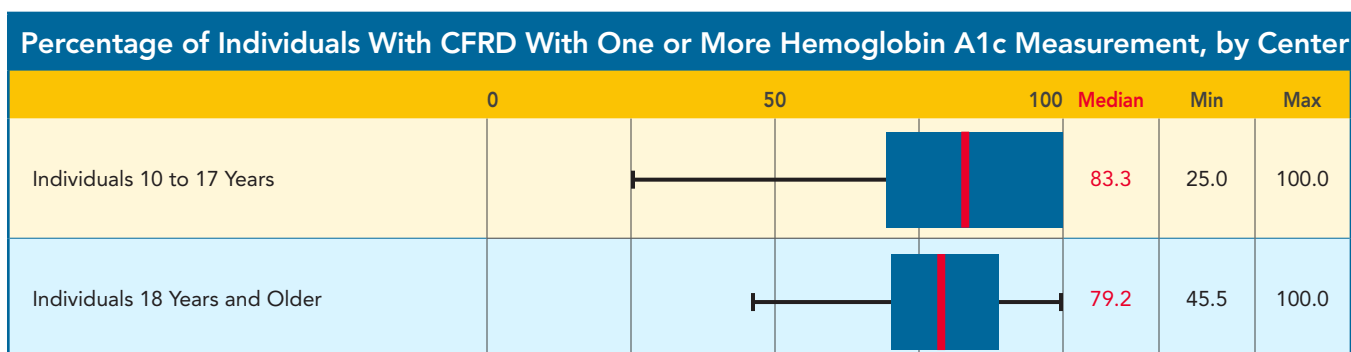 Percentage of Individuals With CFRD With One or More Hemoglobin A1c Measurement, by Center
0 50 100 Median Min Max
Individuals 10 to 17 Years 83.3 25.0 100.0
Individuals 18 Years and Older 79.2 45.5 100.0